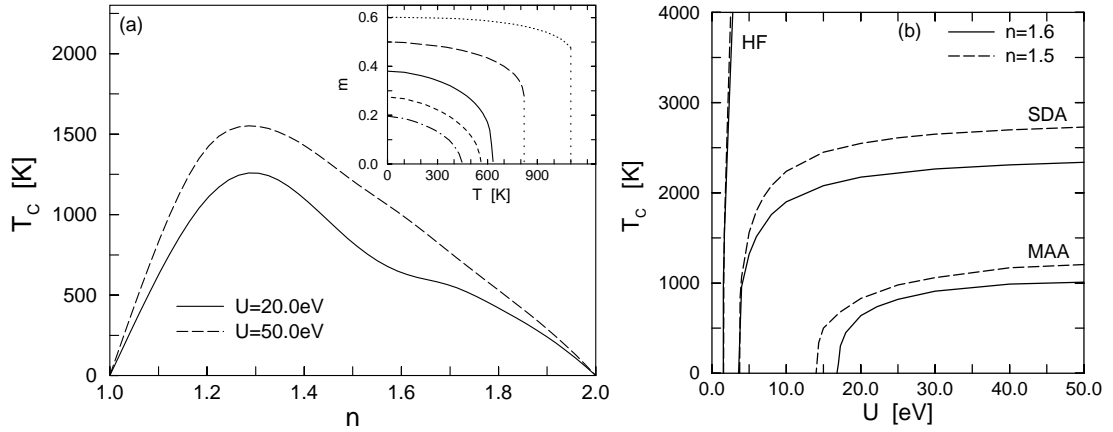 (a)
T_C [K]
2000
1500
1000
500
0
1.0 1.2 1.4 1.6 1.8 2.0
n
U=20.0eV
U=50.0eV
m
0.6
0.4
0.2
0.0
0 300 600 900
T [K]
(b)
HF
n=1.6
n=1.5
SDA
MAA
T_C [K]
4000
3000
2000
1000
0
0.0 10.0 20.0 30.0 40.0 50.0
U [eV]